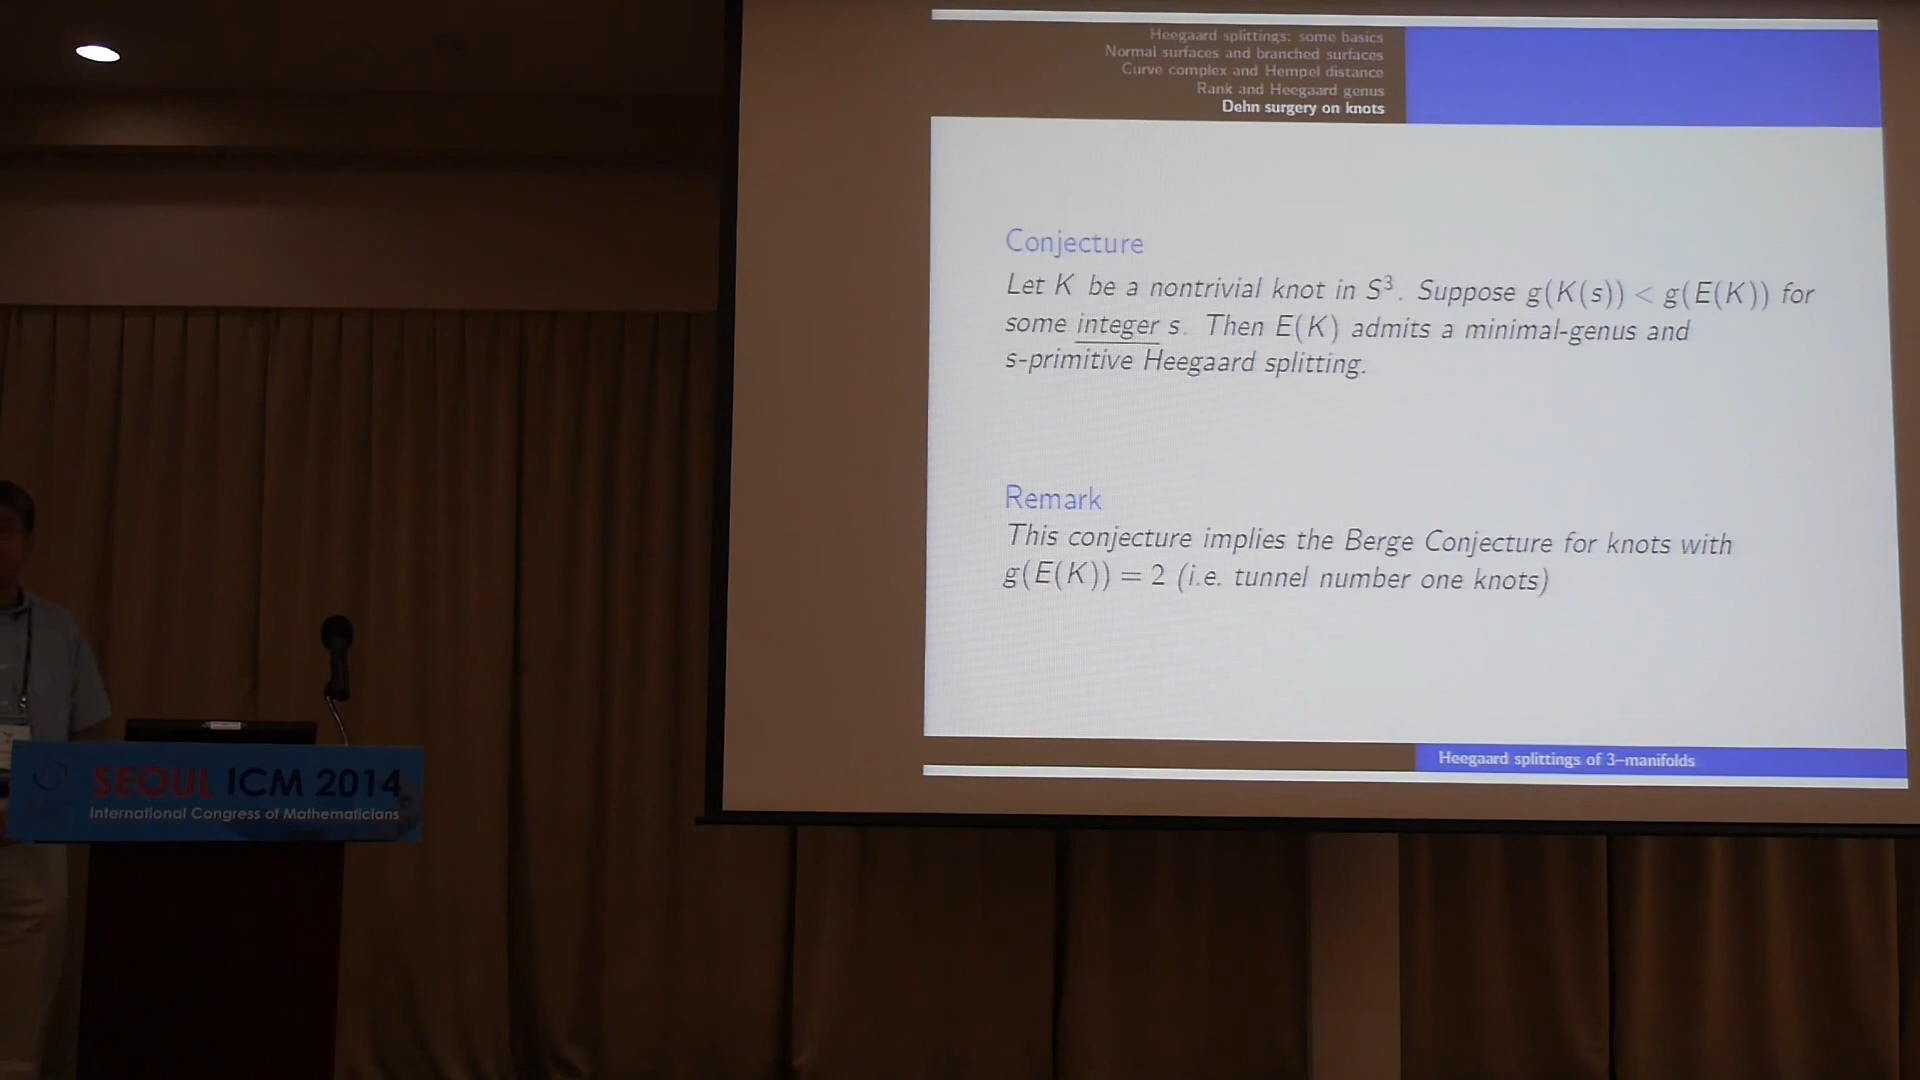 Heegaard splittings: some basics
Normal surfaces and branched surfaces
Curve complex and Hempel distance
Rank and Heegaard genus
Dehn surgery on knots
Conjecture
Let K be a nontrivial knot in S³. Suppose g(K(s)) < g(E(K)) for
some integer s. Then E(K) admits a minimal-genus and
s-primitive Heegaard splitting.
Remark
This conjecture implies the Berge Conjecture for knots with
g(E(K)) = 2 (i.e. tunnel number one knots)
Heegaard splittings of 3–manifolds
SEOUL ICM 2014
International Congress of Mathematicians